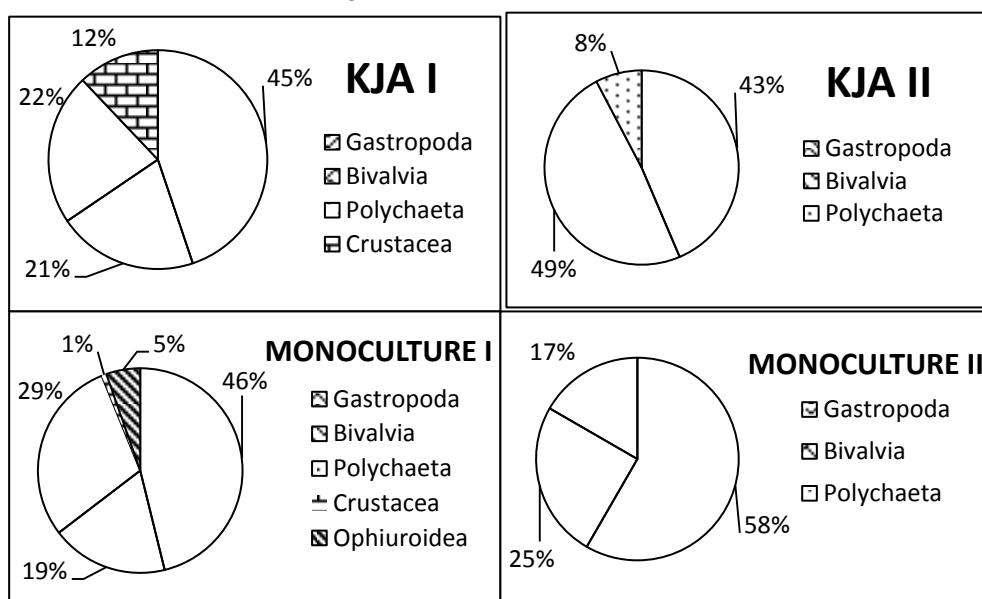 12%
45%
22%
21%
KJA I
Gastropoda
Bivalvia
Polychaeta
Crustacea
8%
43%
49%
KJA II
Gastropoda
Bivalvia
Polychaeta
1%
5%
29%
46%
19%
MONOCULTURE I
Gastropoda
Bivalvia
Polychaeta
Crustacea
Ophiuroidea
17%
25%
58%
MONOCULTURE II
Gastropoda
Bivalvia
Polychaeta